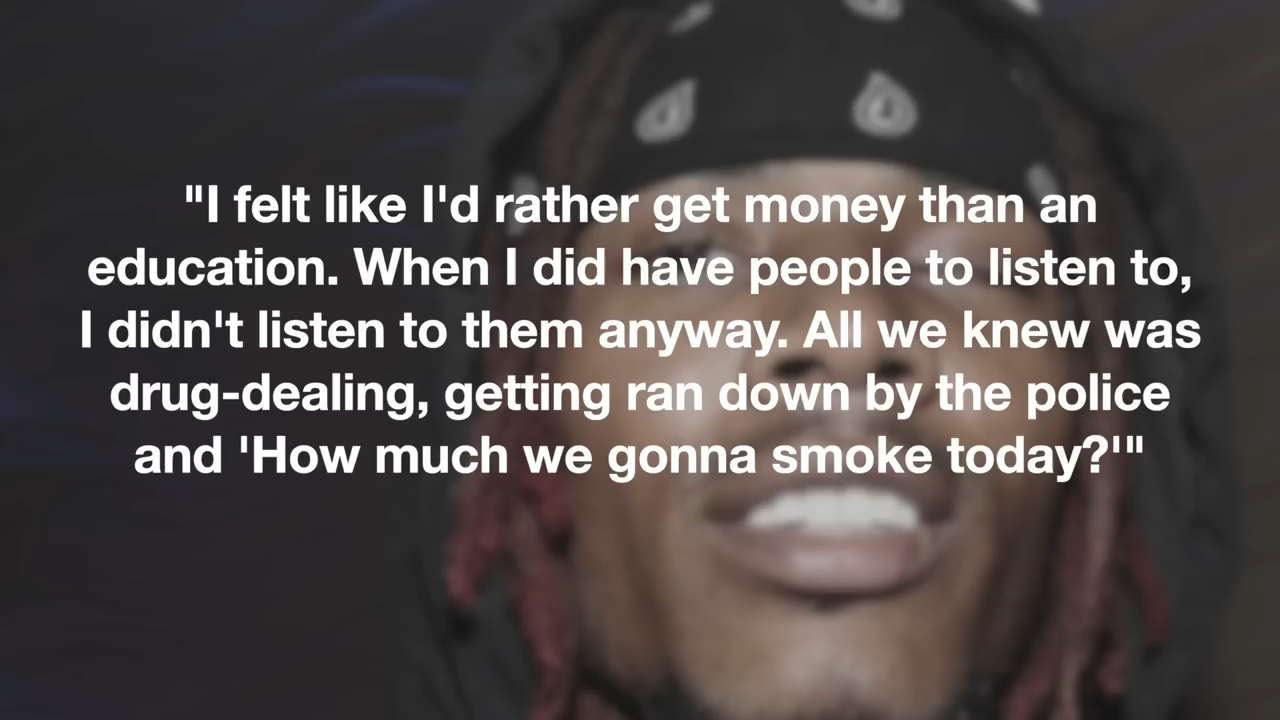 "I felt like I'd rather get money than an
education. When I did have people to listen to,
I didn't listen to them anyway. All we knew was
drug-dealing, getting ran down by the police
and 'How much we gonna smoke today?'"